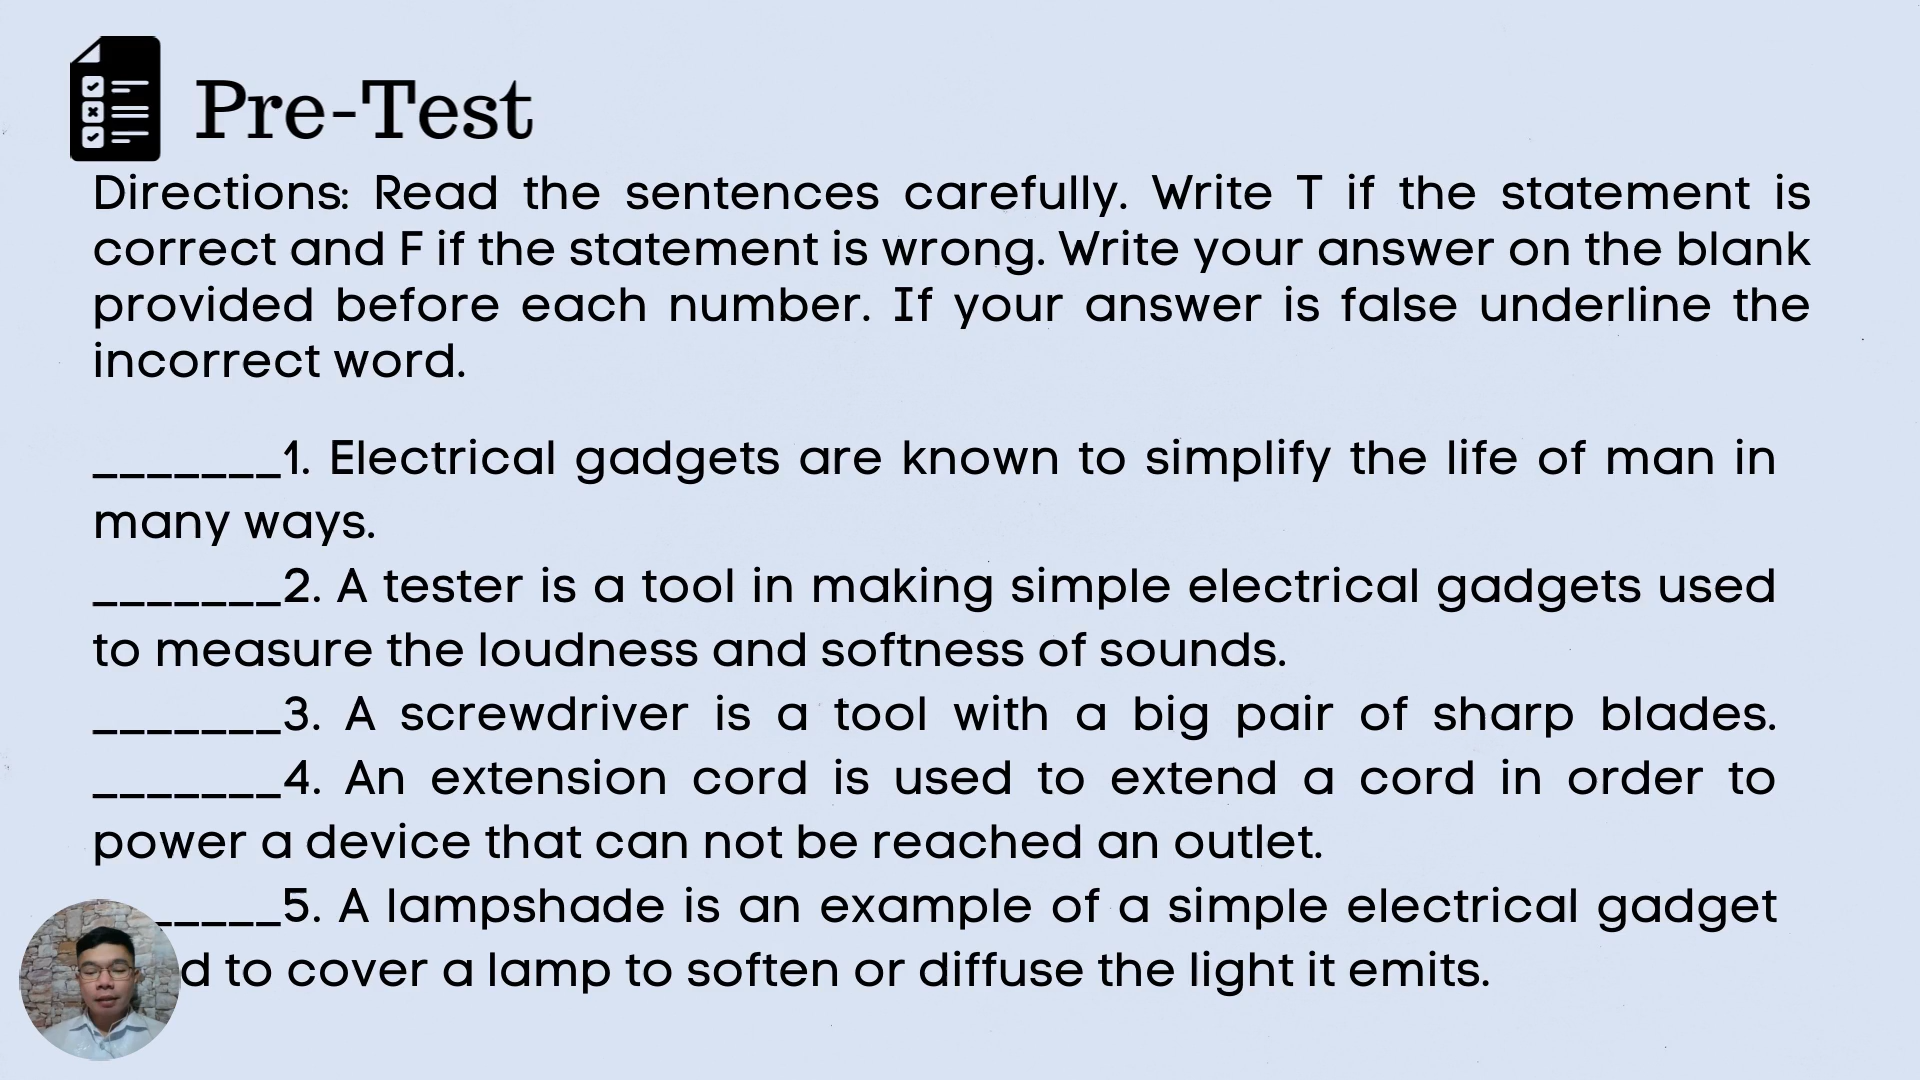 Pre-Test
Directions: Read the sentences carefully. Write T if the statement is
correct and F if the statement is wrong. Write your answer on the blank
provided before each number. If your answer is false underline the
incorrect word.
_______1. Electrical gadgets are known to simplify the life of man in
many ways.
_______2. A tester is a tool in making simple electrical gadgets used
to measure the loudness and softness of sounds.
_______3. A screwdriver is a tool with a big pair of sharp blades.
_______4. An extension cord is used to extend a cord in order to
power a device that can not be reached an outlet.
_____5. A lampshade is an example of a simple electrical gadget
to cover a lamp to soften or diffuse the light it emits.